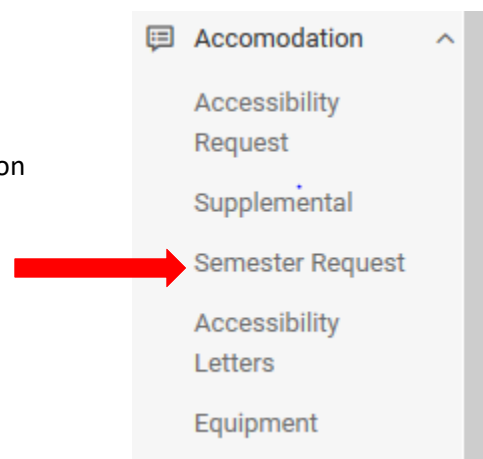 Accomodation
Accessibility
Request
on
Supplemental
Semester Request
Accessibility
Letters
Equipment